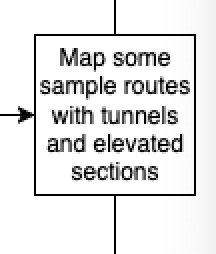 Map some
sample routes
with tunnels
and elevated
sections